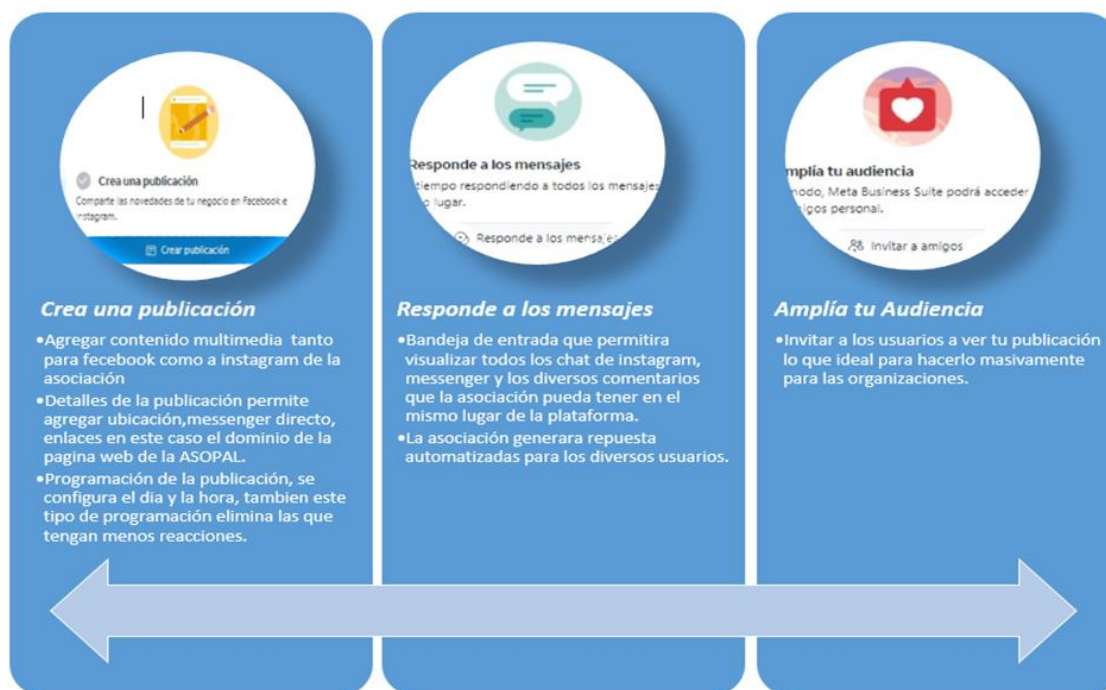 Crea una publicación
Comparte las novedades de tu negocio en Facebook e
nstagram.
Crear publicación
Crea una publicación
•Agregar contenido multimedia tanto
para fecebook como a instagram de la
asociación
•Detalles de la publicación permite
agregar ubicación,messenger directo,
enlaces en este caso el dominio de la
pagina web de la ASOPAL.
•Programación de la publicación, se
configura el dia y la hora, tambien este
tipo de programación elimina las que
tengan menos reacciones.
Responde a los mensajes
tiempo respondiendo a todos los mensajes
o lugar.
Responde a los mensaje
Responde a los mensajes
•Bandeja de entrada que permitira
visualizar todos los chat de instagram,
messenger y los diversos comentarios
que la asociación pueda tener en el
mismo lugar de la plataforma.
•La asociación generara repuesta
automatizadas para los diversos usuarios.
mplía tu audiencia
modo, Meta Business Suite podrá acceder
igos personal.
Invitar a amigos
Amplía tu Audiencia
•Invitar a los usuarios a ver tu publicación
lo que ideal para hacerlo masivamente
para las organizaciones.